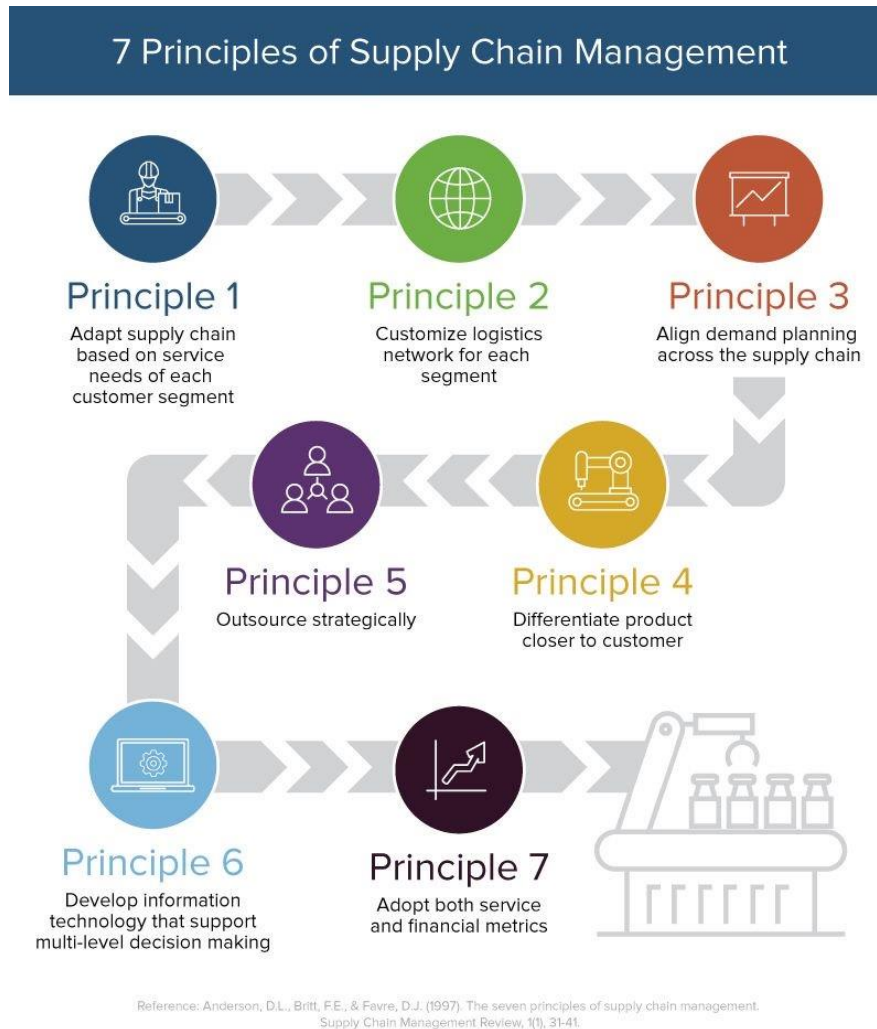 7 Principles of Supply Chain Management
Principle 1
Adapt supply chain
based on service
needs of each
customer segment
Principle 2
Customize logistics
network for each
segment
Principle 3
Align demand planning
across the supply chain
Principle 4
Differentiate product
closer to customer
Principle 5
Outsource strategically
Principle 6
Develop information
technology that support
multi-level decision making
Principle 7
Adopt both service
and financial metrics
Reference: Anderson, D.L., Britt, F.E., & Favre, D.J. (1997). The seven principles of supply chain management.
Supply Chain Management Review, 1(1), 31-41.